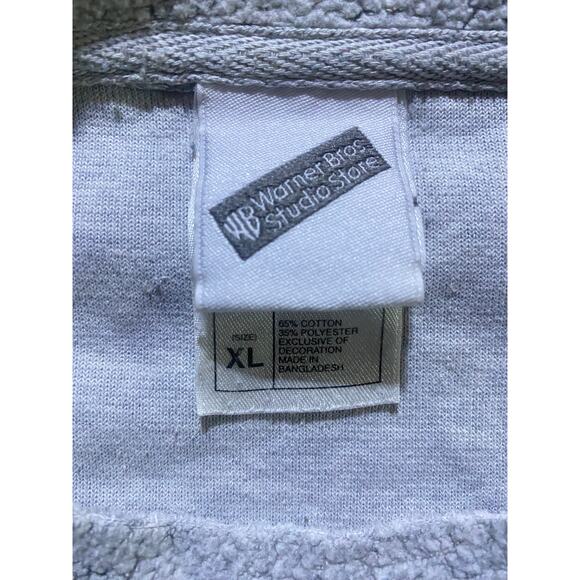 WB Warner Bros.
Studio Store
(SIZE)
XL
65% COTTON
35% POLYESTER
EXCLUSIVE OF
DECORATION
MADE IN
BANGLADESH